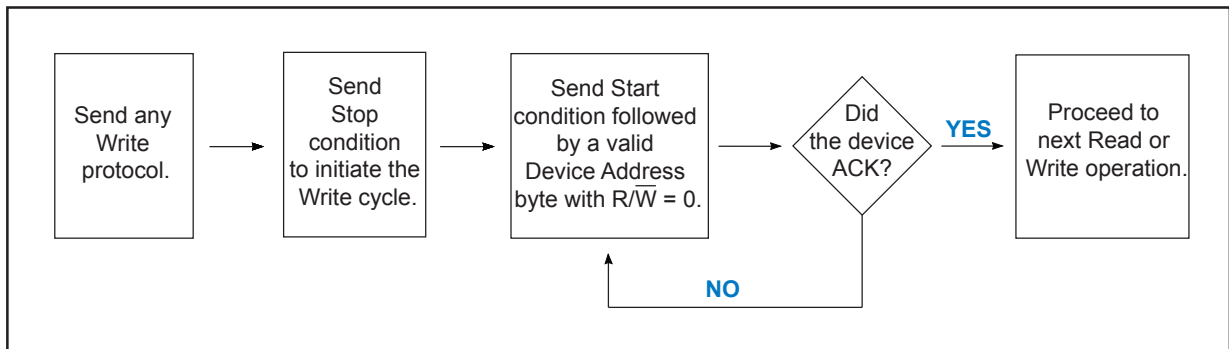 Send any
Write
protocol.
Send
Stop
condition
to initiate the
Write cycle.
Send Start
condition followed
by a valid
Device Address
byte with R/W̅ = 0.
Did
the device
ACK?
YES
NO
Proceed to
next Read or
Write operation.